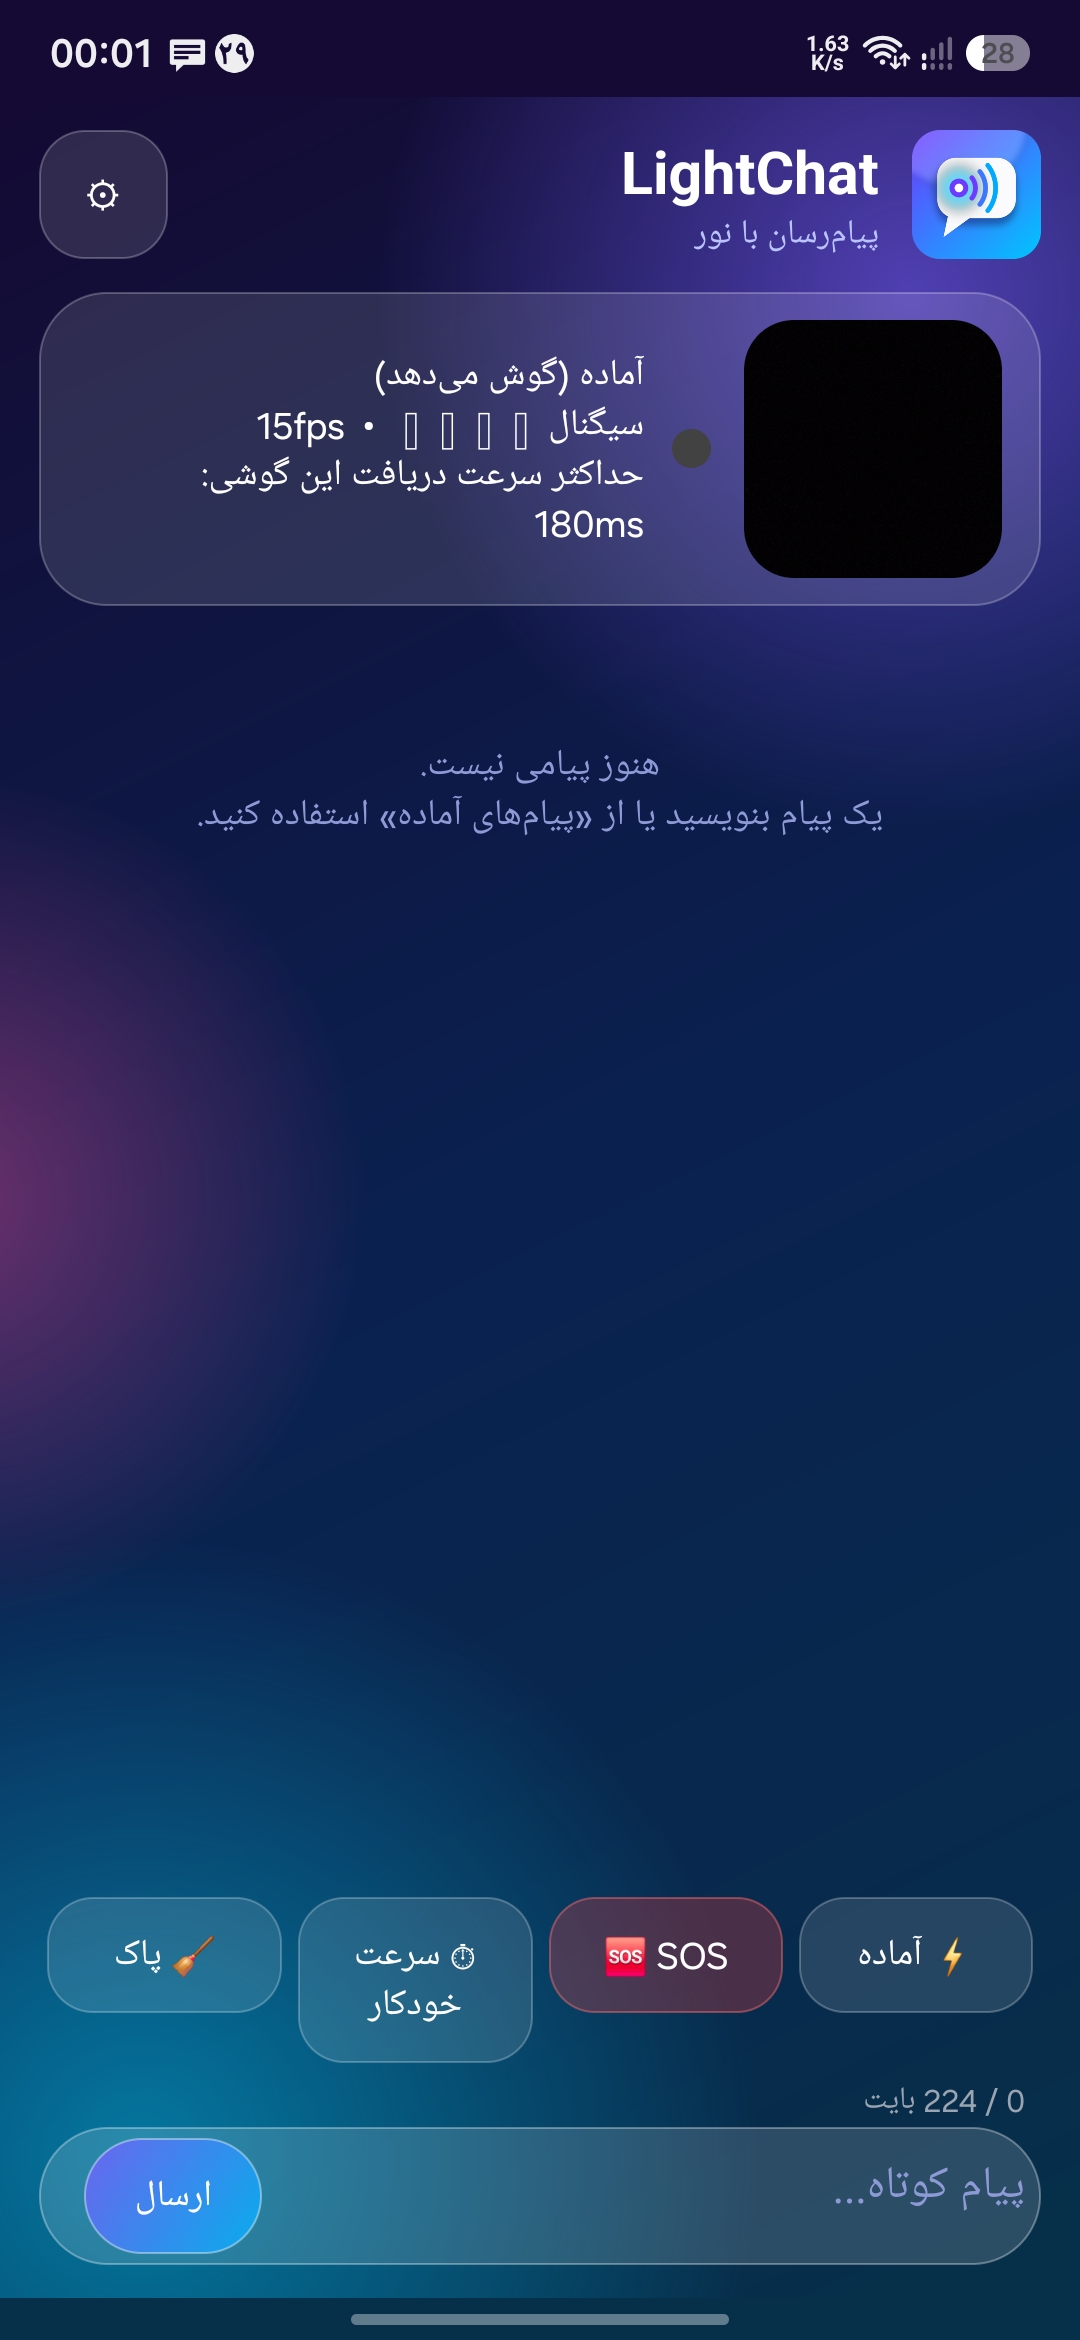 00:01
۲۹
1.63
K/s
28
LightChat
پیام‌رسان با نور
آماده (گوش می‌دهد)
سیگنال ▯▯▯▯ • 15fps
حداکثر سرعت دریافت این گوشی:
180ms
هنوز پیامی نیست.
یک پیام بنویسید یا از «پیام‌های آماده» استفاده کنید.
⚡ آماده
🆘 SOS
⏱ سرعت
خودکار
🧹 پاک
0 / 224 بایت
پیام کوتاه…
ارسال